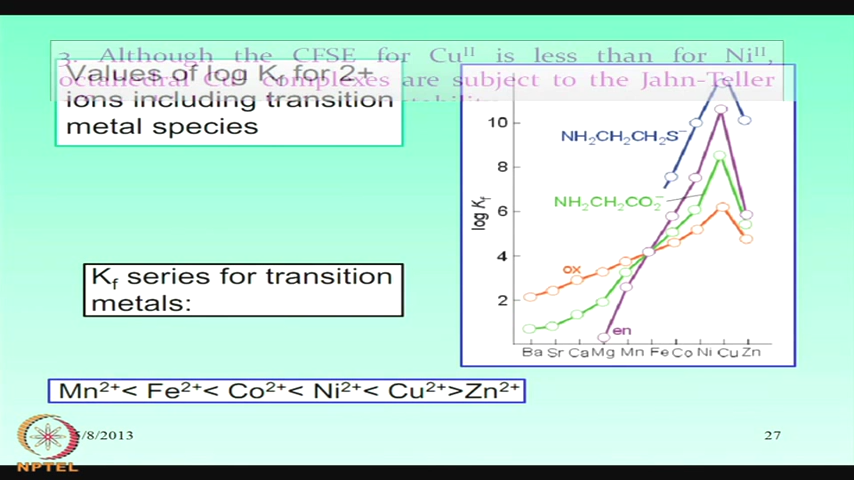 3. Although the CFSE for Cuᴵᴵ is less than for Niᴵᴵ,
octahedral Cuᴵᴵ complexes are subject to the Jahn-Teller
Values of log Kf for 2+
ions including transition
metal species
Kf series for transition
metals:
Mn²⁺< Fe²⁺< Co²⁺< Ni²⁺< Cu²⁺>Zn²⁺
log Kf
10
8
6
4
2
NH₂CH₂CH₂S⁻
NH₂CH₂CO₂⁻
ox
en
Ba Sr Ca Mg Mn Fe Co Ni Cu Zn
5/8/2013
27
NPTEL